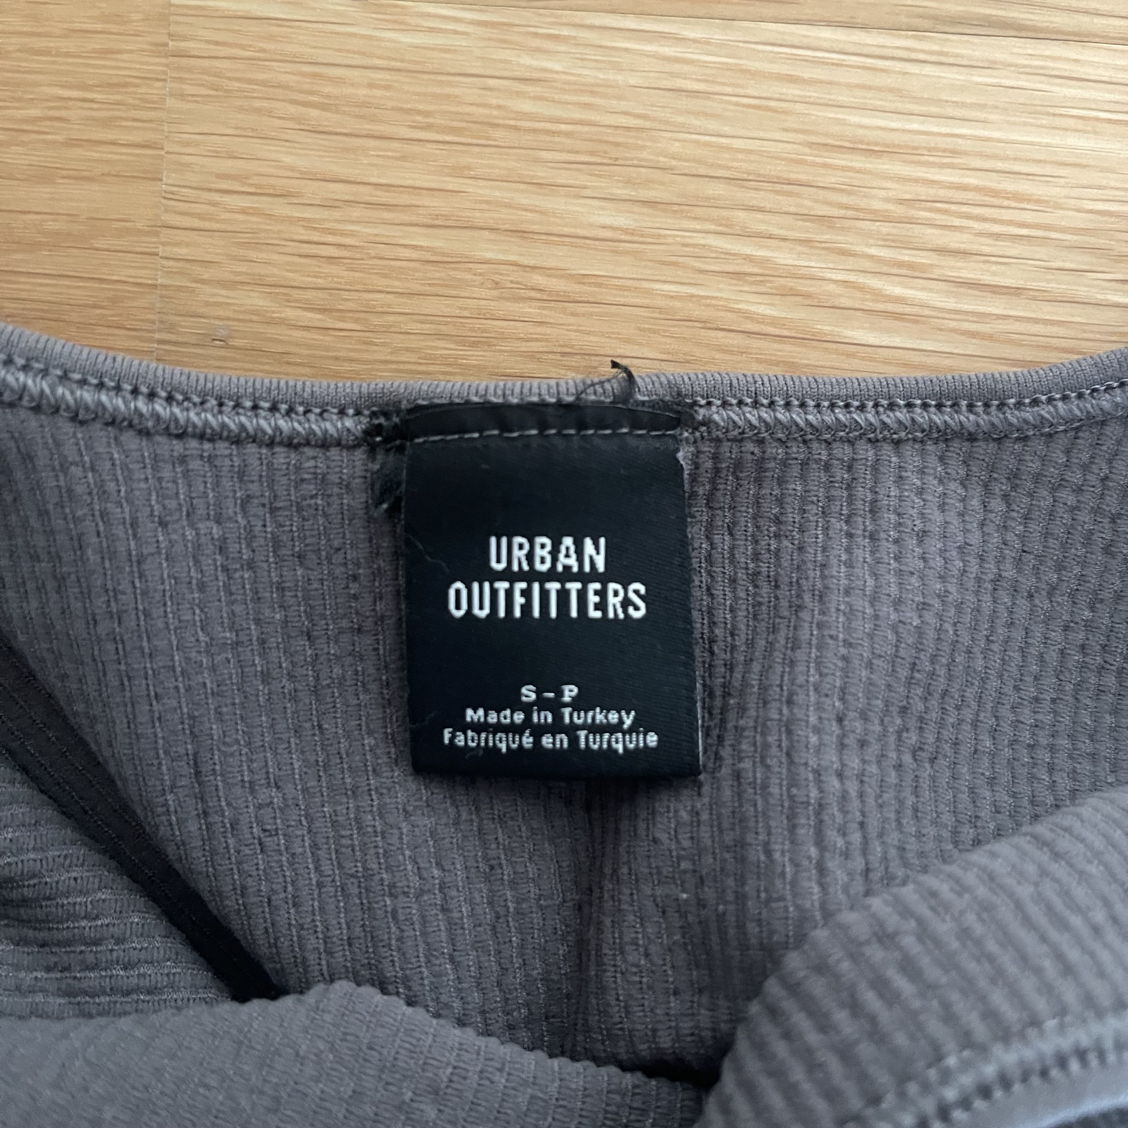 URBAN
OUTFITTERS
S-P
Made in Turkey
Fabriqué en Turquie